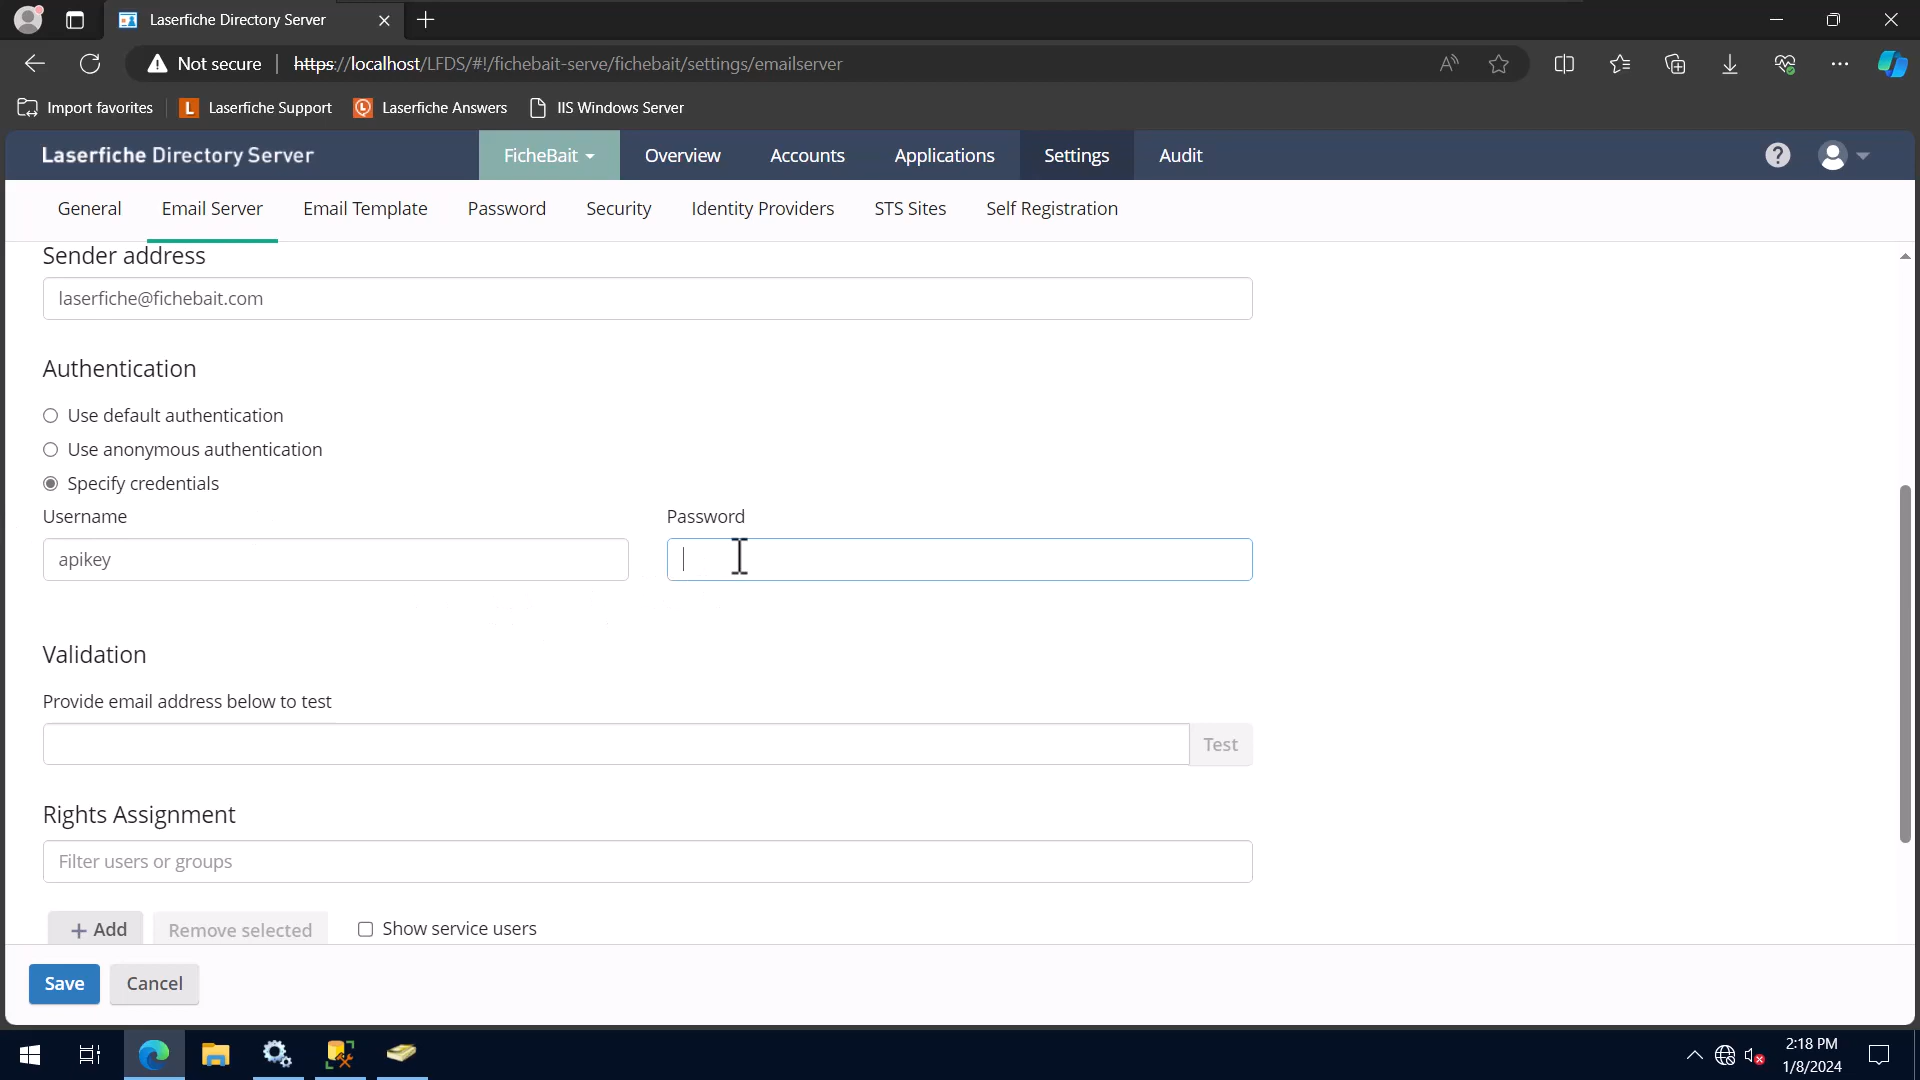 Laserfiche Directory Server
Not secure
https://localhost/LFDS/#!/fichebait-serve/fichebait/settings/emailserver
Import favorites
Laserfiche Support
Laserfiche Answers
IIS Windows Server
Laserfiche Directory Server
FicheBait
Overview
Accounts
Applications
Settings
Audit
General
Email Server
Email Template
Password
Security
Identity Providers
STS Sites
Self Registration
Sender address
laserfiche@fichebait.com
Authentication
Use default authentication
Use anonymous authentication
Specify credentials
Username
Password
apikey
Validation
Provide email address below to test
Test
Rights Assignment
Filter users or groups
+ Add
Remove selected
Show service users
Save
Cancel
2:18 PM
1/8/2024